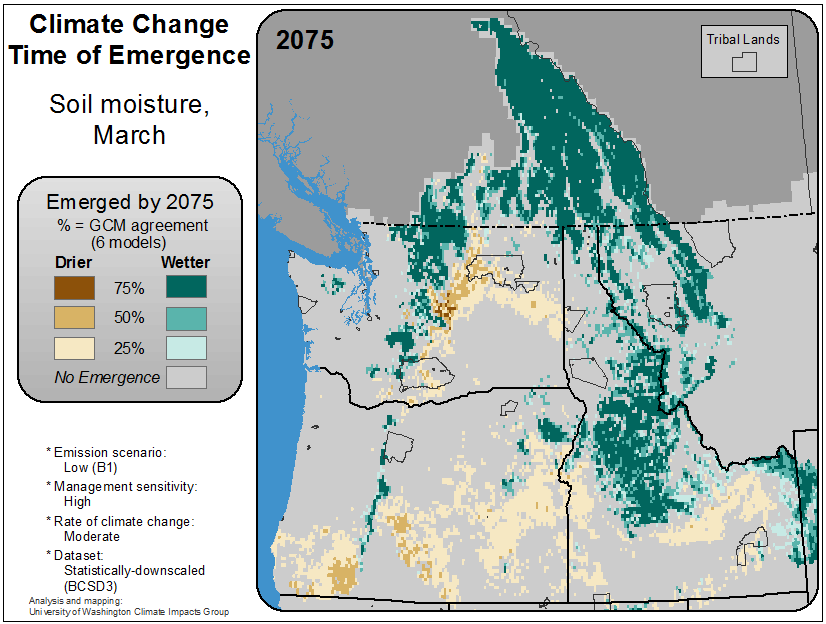 Climate Change
Time of Emergence
Soil moisture,
March
Emerged by 2075
% = GCM agreement
(6 models)
Drier Wetter
75%
50%
25%
No Emergence
* Emission scenario:
Low (B1)
* Management sensitivity:
High
* Rate of climate change:
Moderate
* Dataset:
Statistically-downscaled
(BCSD3)
Analysis and mapping:
University of Washington Climate Impacts Group
2075
Tribal Lands